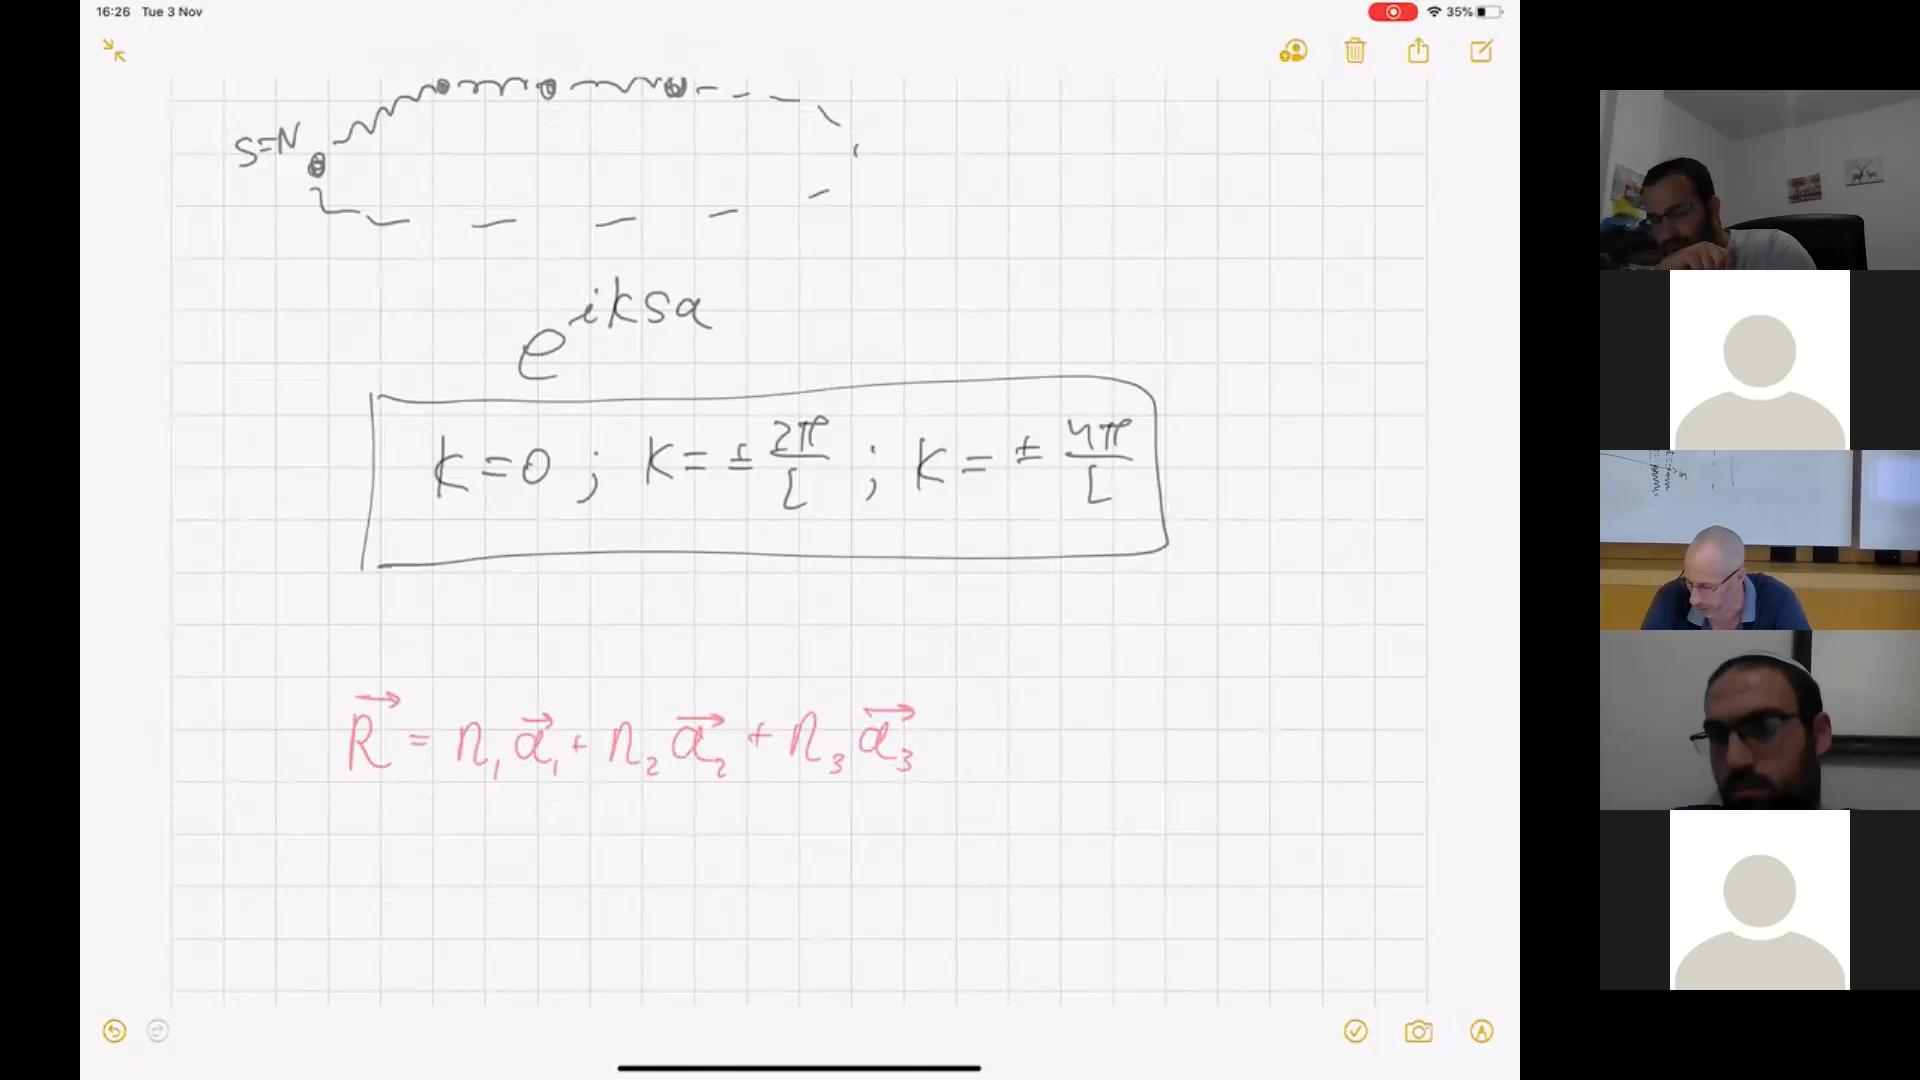 16:26 Tue 3 Nov 35%
S=N
e^{iksa}
k=0 ; k=± 2π/L ; k=± 4π/L
R⃗ = n₁a⃗₁ + n₂a⃗₂ + n₃a⃗₃